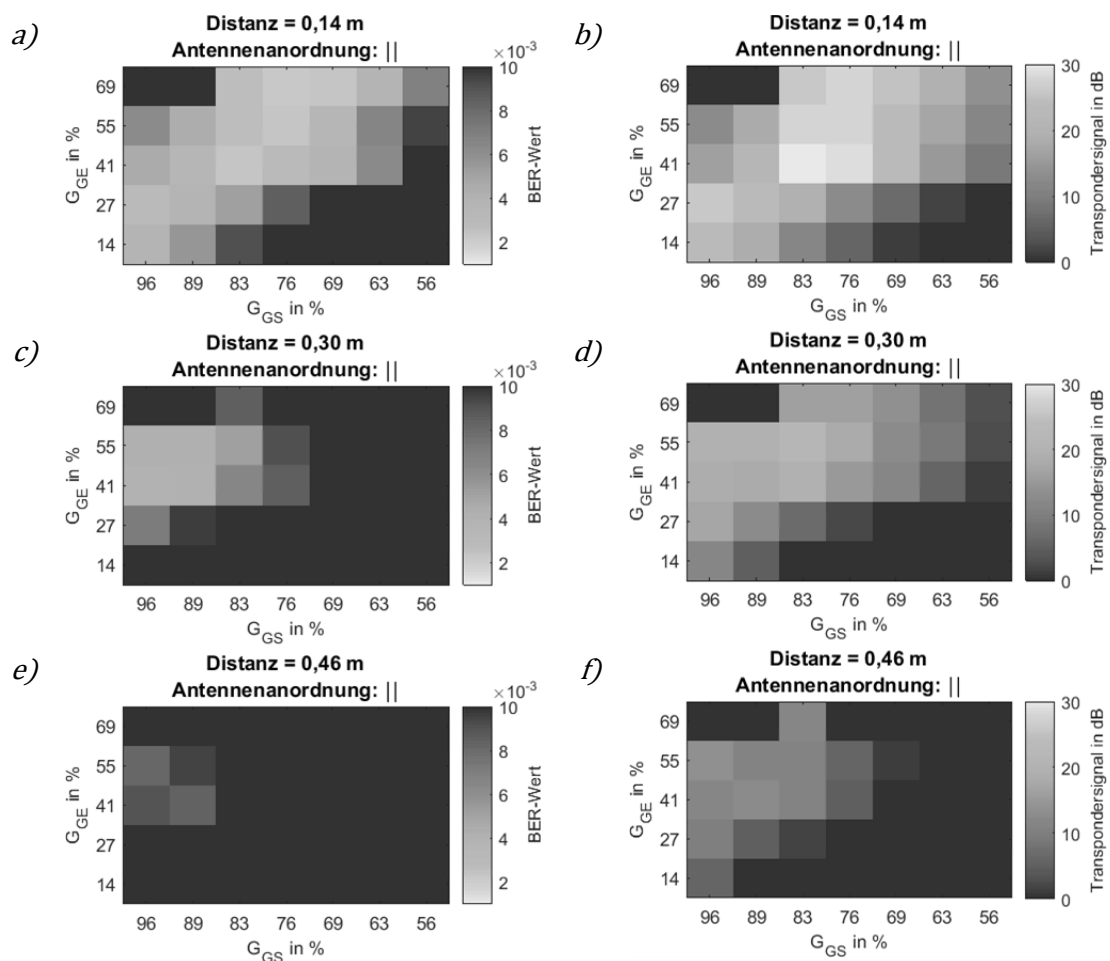 a)
Distanz = 0,14 m
Antennenanordnung: ||
× 10⁻³
G_GE in %
69
55
41
27
14
96 89 83 76 69 63 56
G_GS in %
10
8
6
4
2
BER-Wert
b)
Distanz = 0,14 m
Antennenanordnung: ||
G_GE in %
69
55
41
27
14
96 89 83 76 69 63 56
G_GS in %
30
20
10
0
Transpondersignal in dB
c)
Distanz = 0,30 m
Antennenanordnung: ||
× 10⁻³
G_GE in %
69
55
41
27
14
96 89 83 76 69 63 56
G_GS in %
10
8
6
4
2
BER-Wert
d)
Distanz = 0,30 m
Antennenanordnung: ||
G_GE in %
69
55
41
27
14
96 89 83 76 69 63 56
G_GS in %
30
20
10
0
Transpondersignal in dB
e)
Distanz = 0,46 m
Antennenanordnung: ||
× 10⁻³
G_GE in %
69
55
41
27
14
96 89 83 76 69 63 56
G_GS in %
10
8
6
4
2
BER-Wert
f)
Distanz = 0,46 m
Antennenanordnung: ||
G_GE in %
69
55
41
27
14
96 89 83 76 69 63 56
G_GS in %
30
20
10
0
Transpondersignal in dB